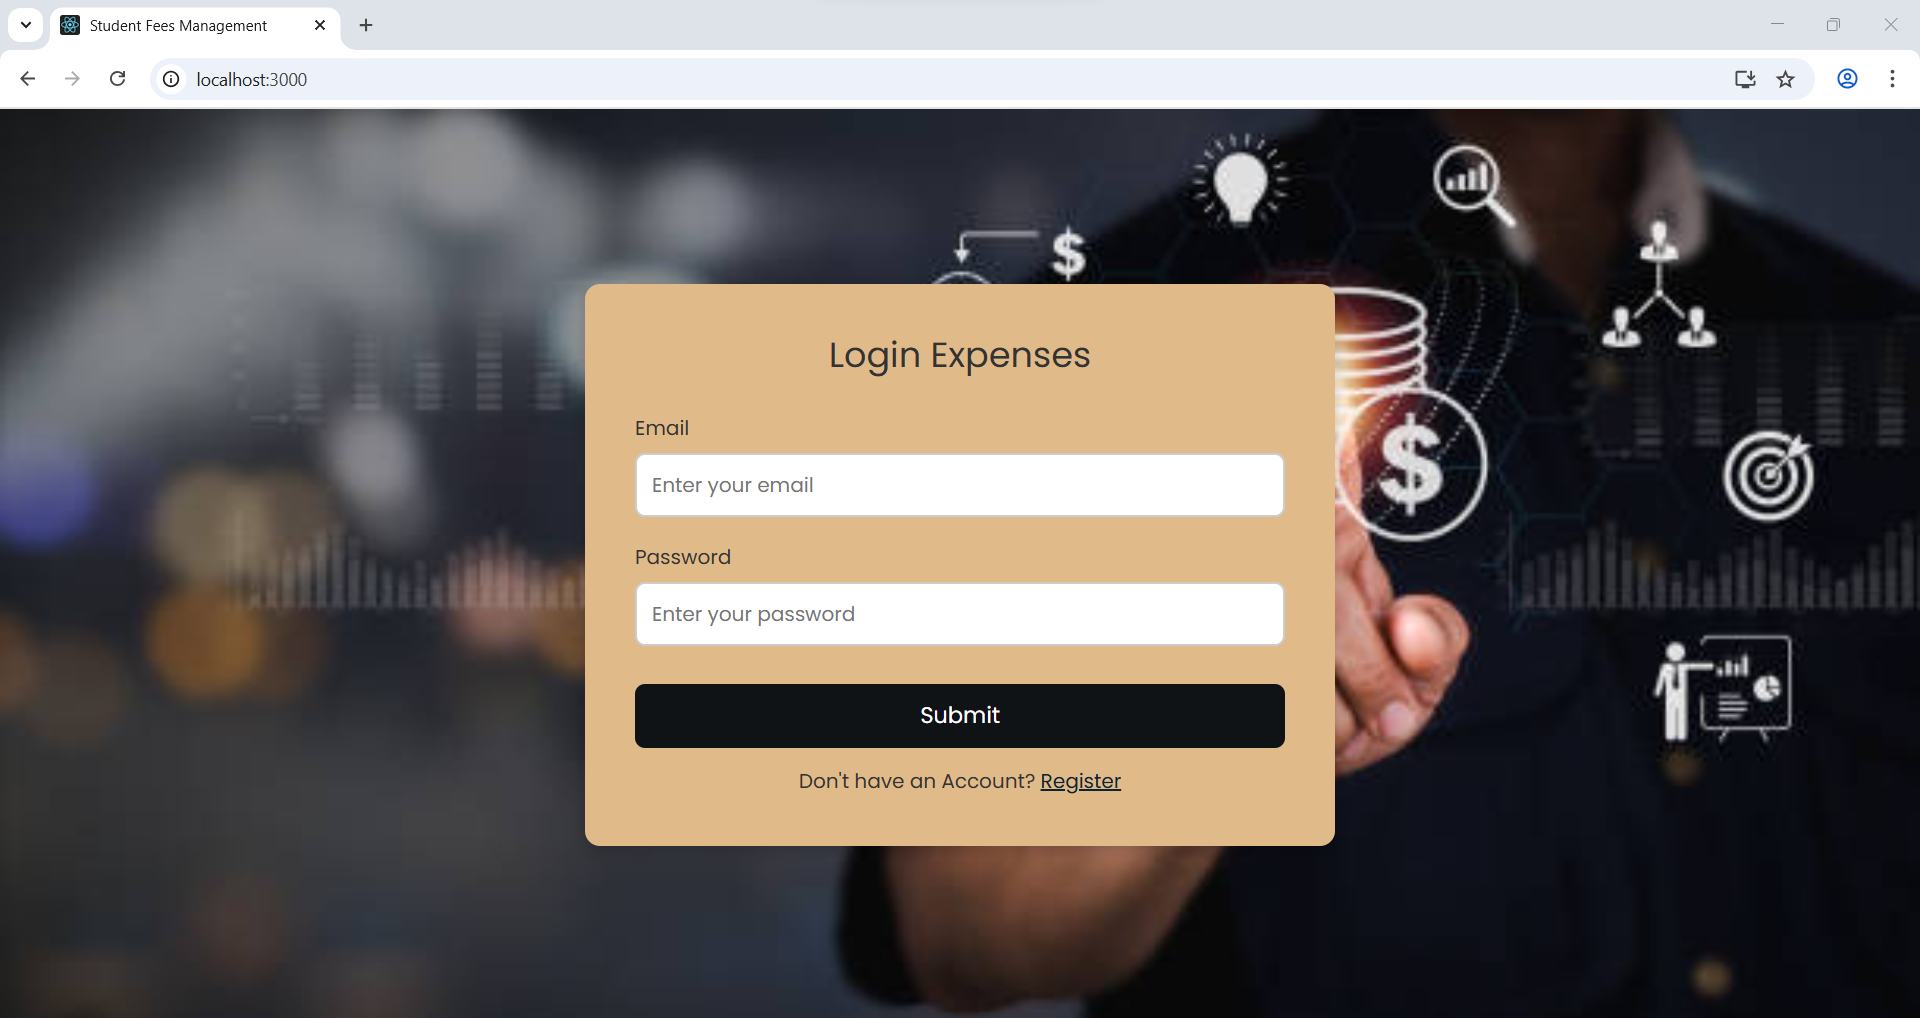 Student Fees Management
localhost:3000
$
Login Expenses
Email
Enter your email
$
Password
Enter your password
Submit
Don't have an Account? Register